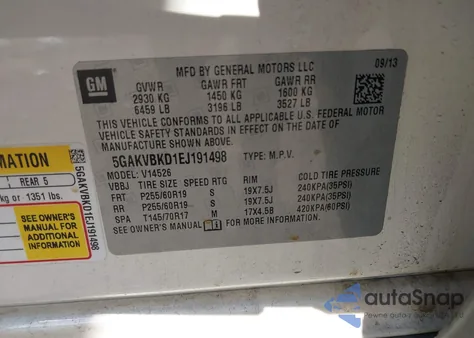 GM
MFD BY GENERAL MOTORS LLC
09/13
GVWR GAWR FRT GAWR RR
2930 KG 1450 KG 1600 KG
6459 LB 3196 LB 3527 LB
THIS VEHICLE CONFORMS TO ALL APPLICABLE U.S. FEDERAL MOTOR
VEHICLE SAFETY, BUMPER, AND THEFT PREVENTION
STANDARDS IN EFFECT ON THE DATE OF
MANUFACTURE SHOWN ABOVE.
5GAKVBKD1EJ191498 TYPE: M.P.V.
MODEL: V14526
VBBJ TIRE SIZE SPEED RTG RIM COLD TIRE PRESSURE
FRT P255/60R19 S 19X7.5J 240KPA(35PSI)
RR P255/60R19 S 19X7.5J 240KPA(35PSI)
SPA T145/70R17 M 17X4.5B 420KPA(60PSI)
SEE OWNER'S MANUAL FOR MORE INFORMATION.
MATION
REAR 5
kg or 1351 lbs.
SEE OWNER'S
MANUAL FOR
ADDITIONAL
INFORMATION
5GAKVBKD1EJ191498
autoSnap